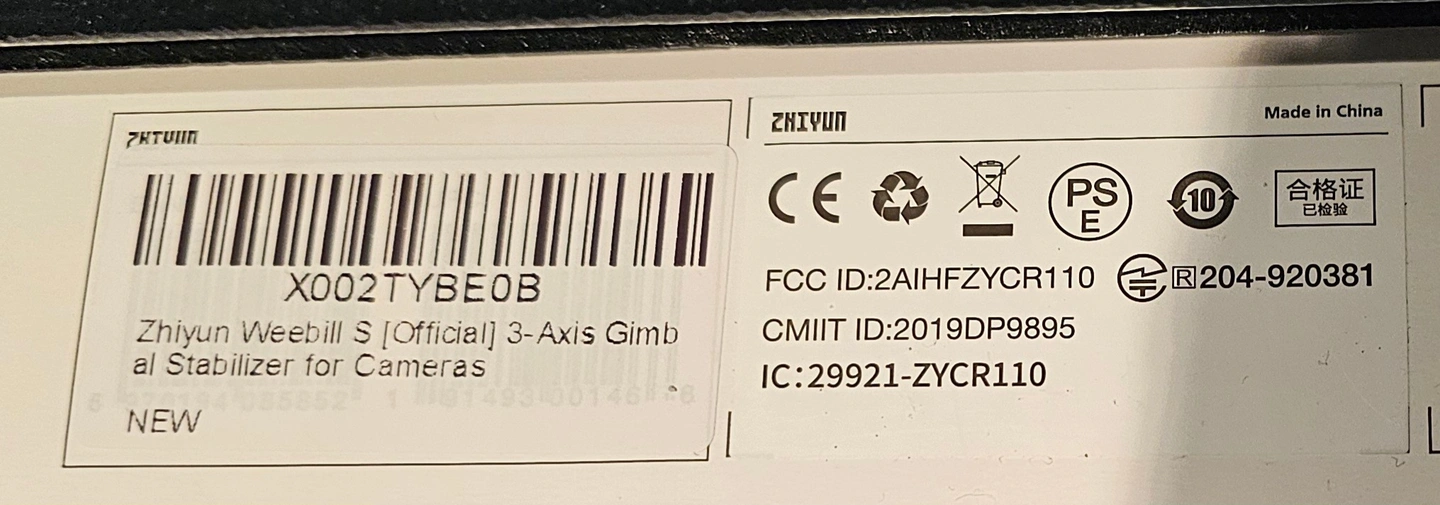 ZHIYUN
X002TYBE0B
Zhiyun Weebill S [Official] 3-Axis Gimb
al Stabilizer for Cameras
NEW
ZHIYUN
Made in China
CE
PS
E
10
合格证
已检验
FCC ID:2AIHFZYCR110
R 204-920381
CMIIT ID:2019DP9895
IC:29921-ZYCR110